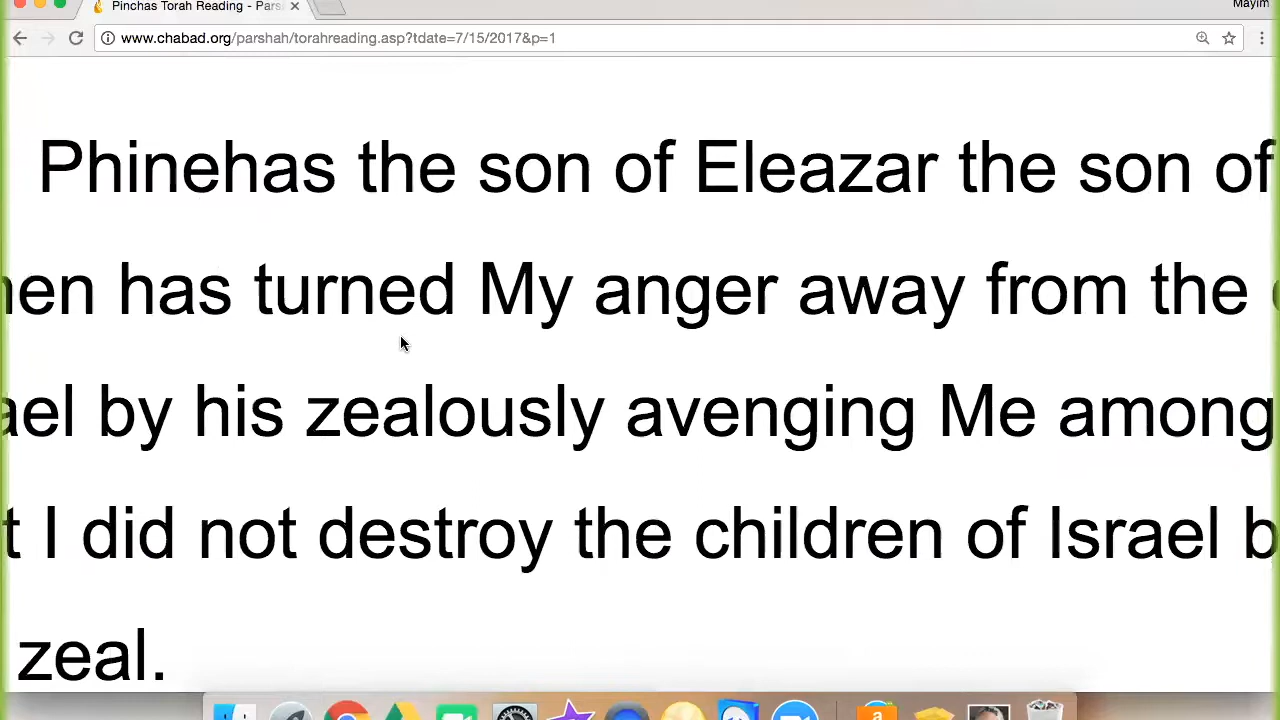 Pinchas Torah Reading - Pars
Mayim
www.chabad.org/parshah/torahreading.asp?tdate=7/15/2017&p=1
Phinehas the son of Eleazar the son of
has turned My anger away from the
by his zealously avenging Me among
I did not destroy the children of Israel
zeal.